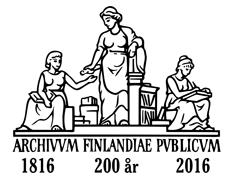 ARCHIVVM FINLANDIAE PVBLICVM
1816 200 år 2016